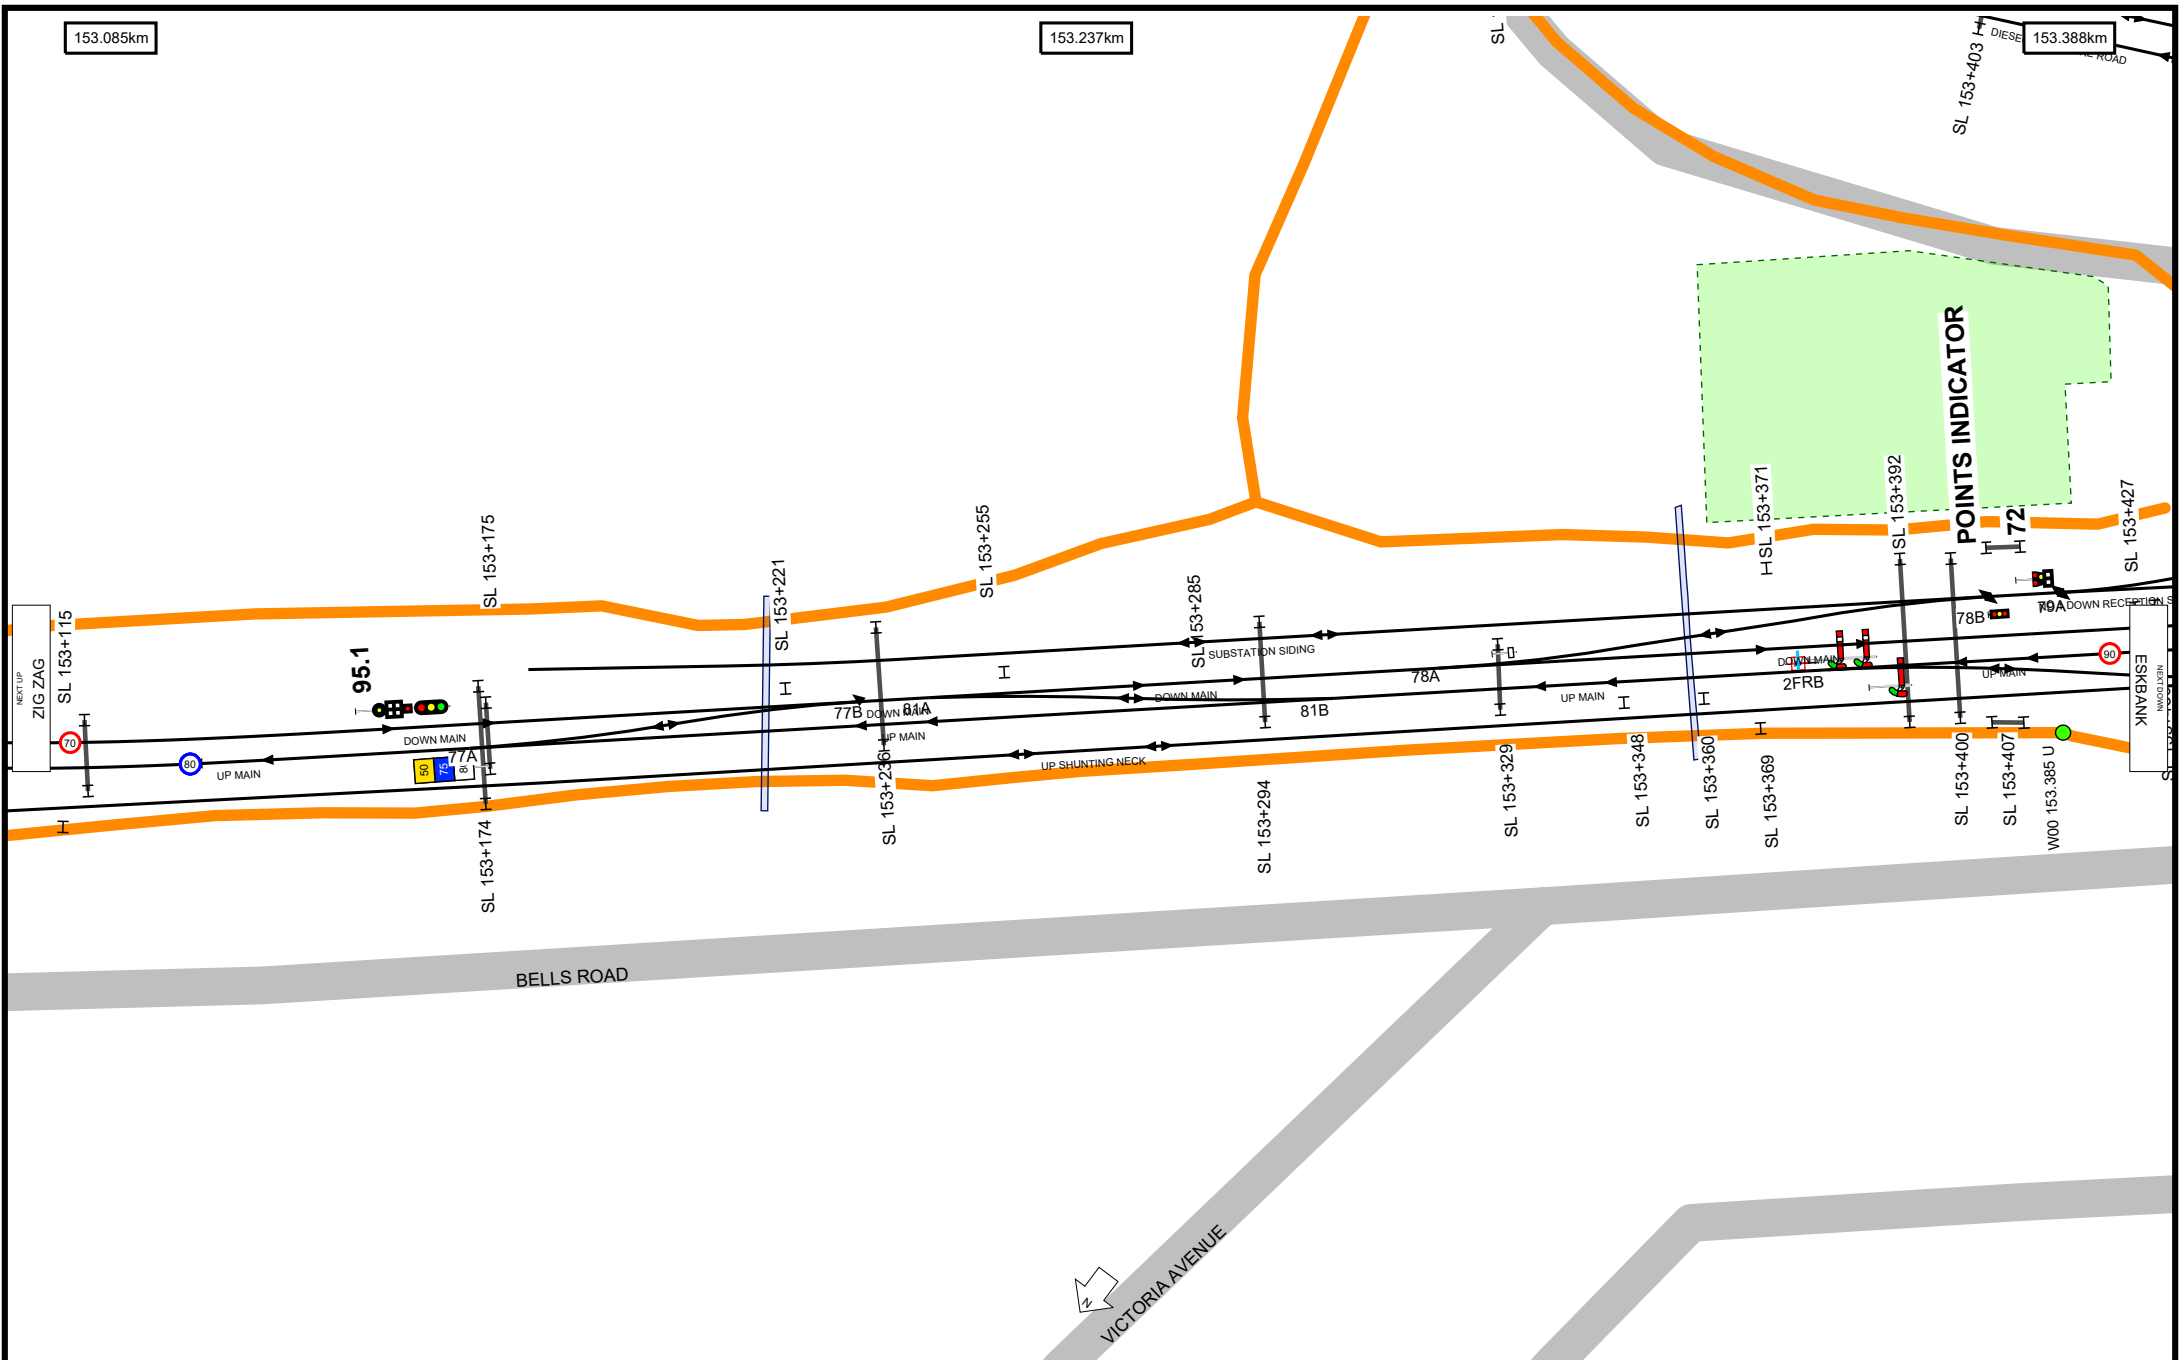 153.085km
153.237km
153.388km
SL 153+403
ROAD
SL 153+115
SL 153+175
SL 153+221
SL 153+255
SL 153+285
SL 153+371
SL 153+392
POINTS INDICATOR
72
SL 153+427
NEXT UP
ZIG ZAG
95.1
70
80
UP MAIN
DOWN MAIN
50
75
77A
77B
DOWN MAIN
81A
UP MAIN
SUBSTATION SIDING
DOWN MAIN
81B
78A
UP MAIN
DOWN MAIN
2FRB
78B
79A
DOWN RECEPTION
UP MAIN
90
ESKBANK
NEXT DOWN
UP SHUNTING NECK
SL 153+174
SL 153+236
SL 153+294
SL 153+329
SL 153+348
SL 153+360
SL 153+369
SL 153+400
SL 153+407
W00 153.385 U
BELLS ROAD
VICTORIA AVENUE
N